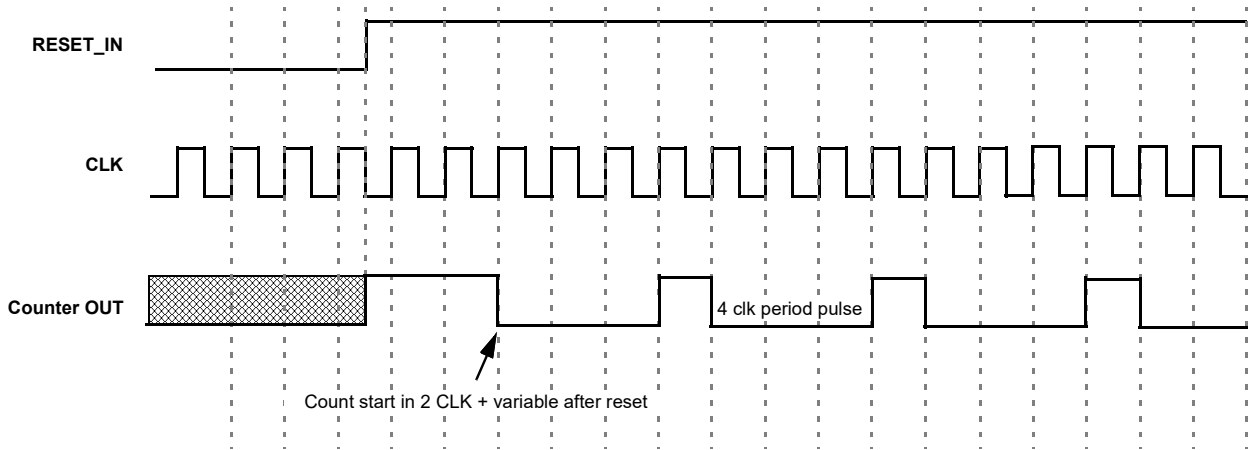 RESET_IN
CLK
Counter OUT
4 clk period pulse
Count start in 2 CLK + variable after reset